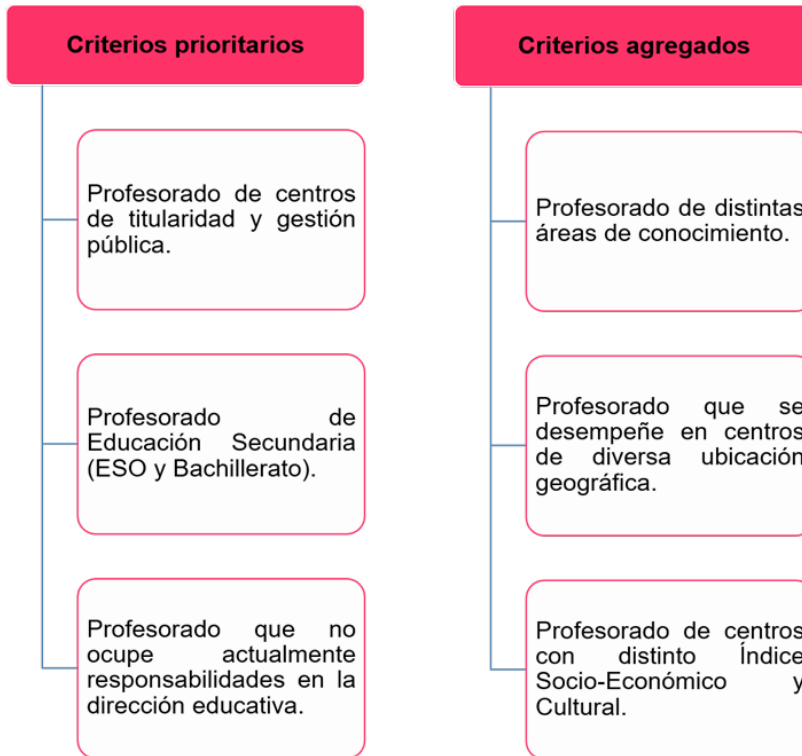 Criterios prioritarios
Profesorado de centros
de titularidad y gestión
pública.
Profesorado de
Educación Secundaria
(ESO y Bachillerato).
Profesorado que no
ocupe actualmente
responsabilidades en la
dirección educativa.
Criterios agregados
Profesorado de distintas
áreas de conocimiento.
Profesorado que se
desempeñe en centros
de diversa ubicación
geográfica.
Profesorado de centros
con distinto Índice
Socio-Económico y
Cultural.